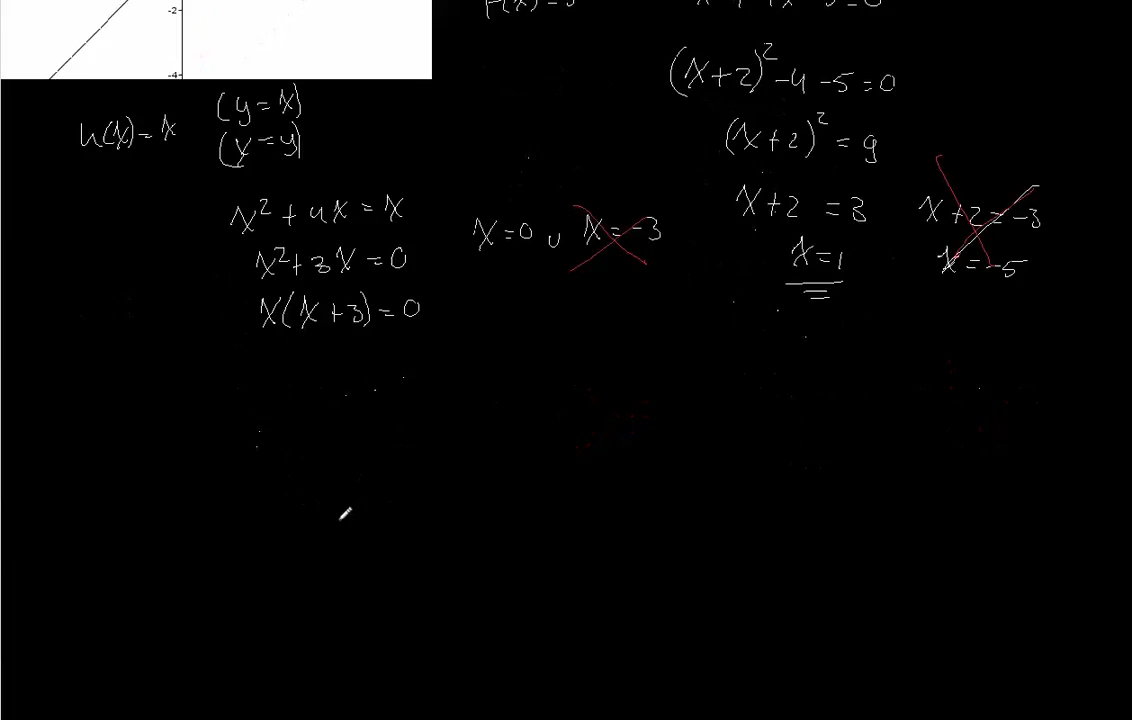 -2
-4
u(x)=x
(y=x)
(x=y)
x²+4x=x
x²+3x=0
x(x+3)=0
x=0 ∪ x=-3
(x+2)²-4-5=0
(x+2)²=9
x+2=3
x=1
x+2=-3
x=-5